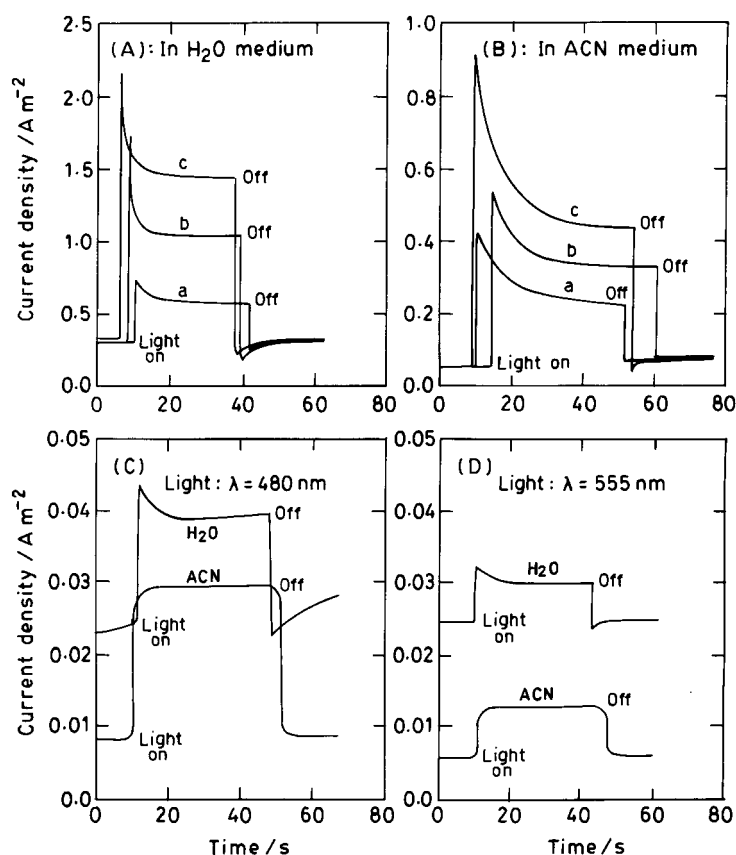 (A): In H2O medium
(B): In ACN medium
Current density / A m-2
2.5
2.0
1.5
1.0
0.5
0.0
c
Off
b
Off
a
Off
Light
on
0 20 40 60 80
1.0
0.8
0.6
0.4
0.2
0.0
c
Off
b
Off
a
Off
Light on
0 20 40 60 80
(C)
Light: λ = 480 nm
Current density / A m-2
0.05
0.04
0.03
0.02
0.01
0.0
H2O
Off
ACN
Off
Light
on
Light
on
0 20 40 60 80
Time / s
(D)
Light: λ = 555 nm
0.05
0.04
0.03
0.02
0.01
0.00
H2O
Off
Light
on
ACN
Off
Light
on
0 20 40 60 80
Time / s